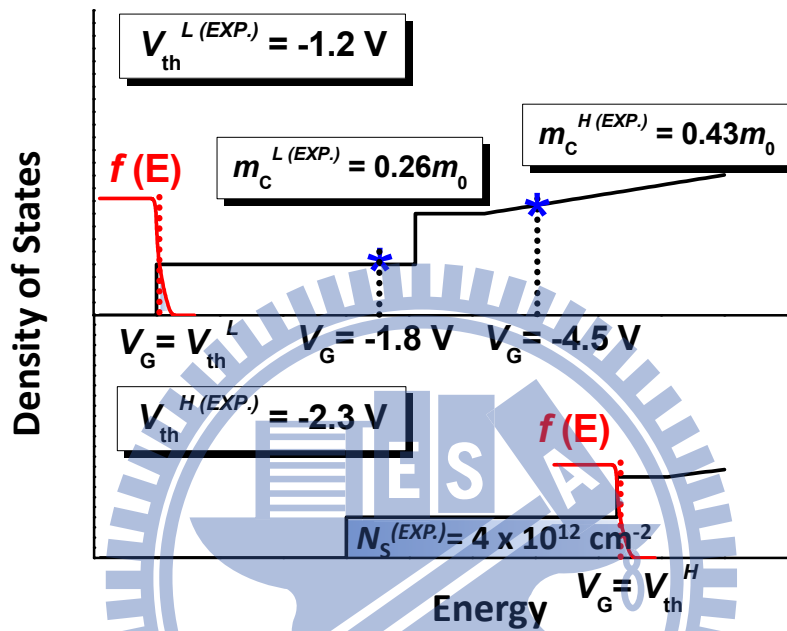 V_th^L (EXP.) = -1.2 V
m_C^H (EXP.) = 0.43m_0
m_C^L (EXP.) = 0.26m_0
f (E)
*
*
Density of States
V_G = V_th^L
V_G = -1.8 V
V_G = -4.5 V
V_th^H (EXP.) = -2.3 V
f (E)
E S A
N_S^(EXP.) = 4 x 10^12 cm^-2
V_G = V_th^H
Energy